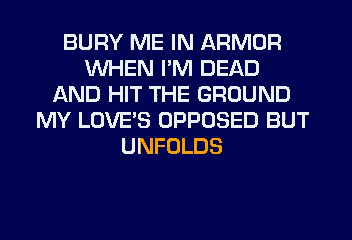 BURY ME IN ARMOR
WHEN I'M DEAD
AND HIT THE GROUND
MY LOVE'S OPPOSED BUT
UNFOLDS